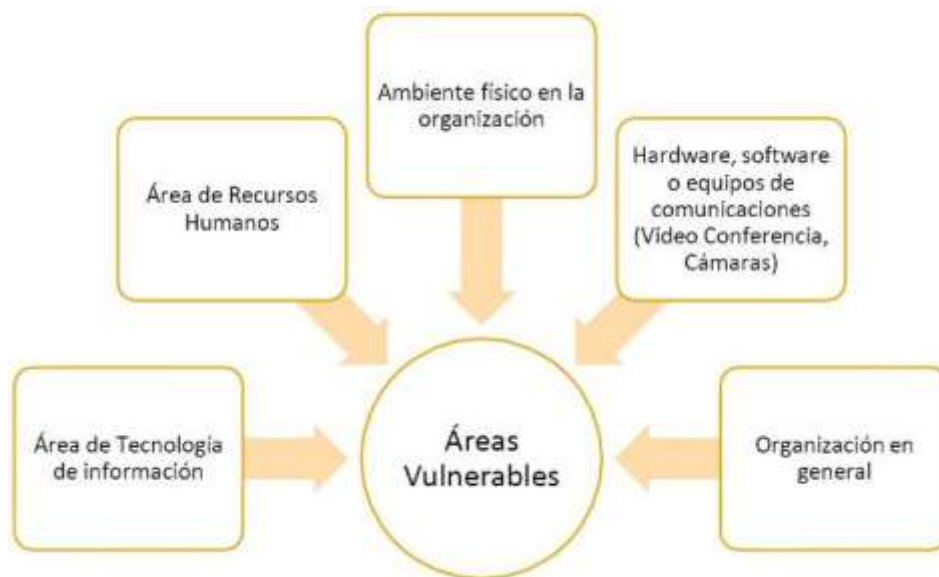 Ambiente físico en la
organización
Hardware, software
o equipos de
comunicaciones
(Video Conferencia,
Cámaras)
Área de Recursos
Humanos
Área de Tecnología
de información
Áreas
Vulnerables
Organización en
general